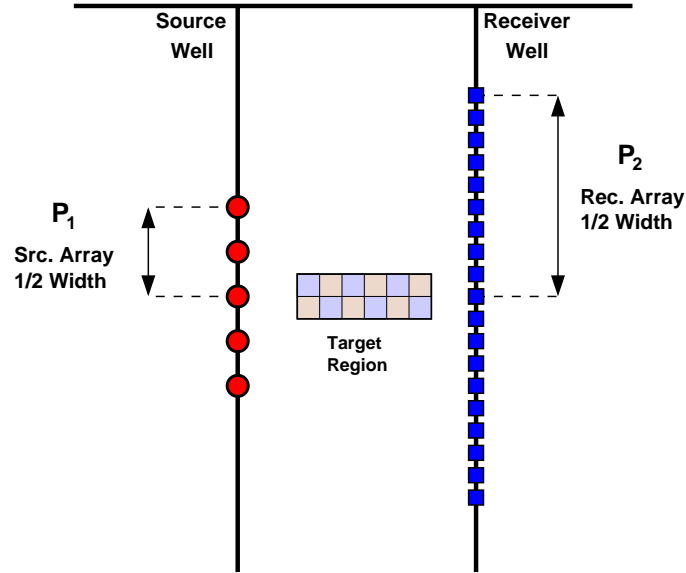 Source
Well
Receiver
Well
P1
Src. Array
1/2 Width
P2
Rec. Array
1/2 Width
Target
Region